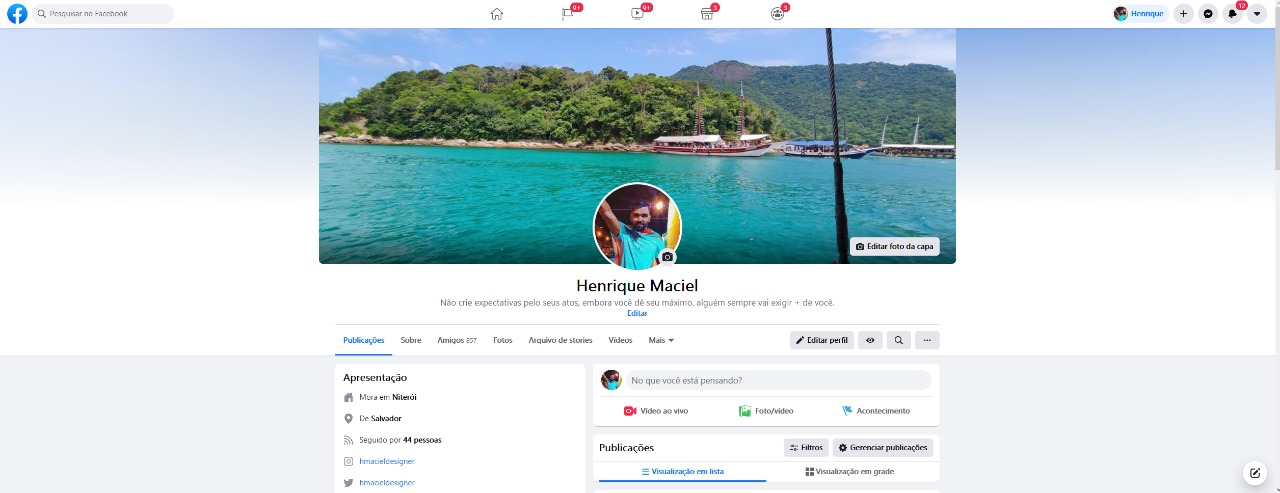 Pesquisar no Facebook
9+
9+
3
3
Henrique
12
Editar foto da capa
Henrique Maciel
Não crie expectativas pelo seus atos, embora você dê seu máximo, alguém sempre vai exigir + de você.
Editar
Publicações Sobre Amigos 857 Fotos Arquivo de stories Vídeos Mais
Editar perfil
Apresentação
Mora em Niterói
De Salvador
Seguido por 44 pessoas
hmacieldesigner
hmacieldesigner
No que você está pensando?
Vídeo ao vivo Foto/vídeo Acontecimento
Publicações Filtros Gerenciar publicações
Visualização em lista Visualização em grade